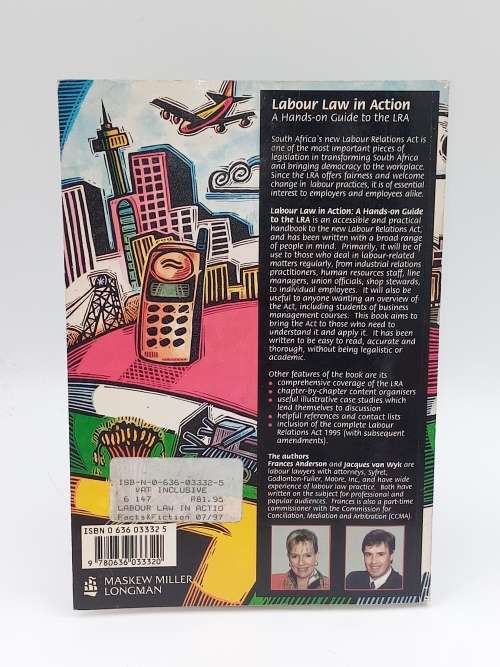 Labour Law in Action
A Hands-on Guide to the LRA
South Africa's new Labour Relations Act is
one of the most important pieces of
legislation in transforming South Africa
and bringing democracy to the workplace.
Since the LRA offers fairness and welcome
change in labour practices, it is of essential
interest to employers and employees alike.
Labour Law in Action: A Hands-on Guide
to the LRA is an accessible and practical
handbook to the new Labour Relations Act,
and has been written with a broad range
of people in mind. Primarily, it will be of
use to those who deal in labour-related
matters regularly, from industrial relations
practitioners, human resources staff, line
managers, union officials, shop stewards,
to individual employees. It will also be
useful to anyone wanting an overview of
the Act, including students of business
management courses. This book aims to
bring the Act to those who need to
understand it and apply it. It has been
written to be easy to read, accurate and
thorough, without being legalistic or
academic.
Other features of the book are its
comprehensive coverage of the LRA
chapter-by-chapter content organisers
useful illustrative case studies which
lend themselves to discussion
helpful references and contact lists
inclusion of the complete Labour
Relations Act 1995 (with subsequent
amendments).
The authors
Frances Anderson and Jacques van Wyk are
labour lawyers with attorneys, Syfret,
Godlonton-Fuller, Moore, Inc, and have wide
experience of labour law practice. Both have
written on the subject for professional and
popular audiences. Frances is also a part-time
commissioner with the Commission for
Conciliation, Mediation and Arbitration (CCMA).
ISB-N-0-636-03332-5
VAT INCLUSIVE
6 147 R81.95
LABOUR LAW IN ACTIO
Facts&Fiction 07/97
ISBN 0 636 03332 5
9 780636 033320
MASKEW MILLER
LONGMAN